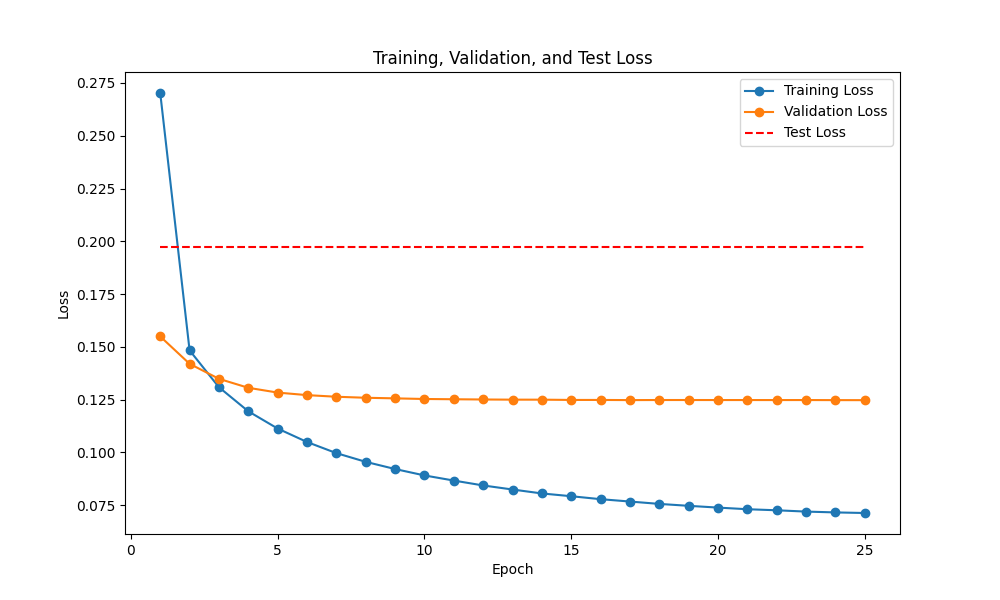 Training, Validation, and Test Loss
Training Loss
Validation Loss
Test Loss
Loss
0.275
0.250
0.225
0.200
0.175
0.150
0.125
0.100
0.075
0
5
10
15
20
25
Epoch